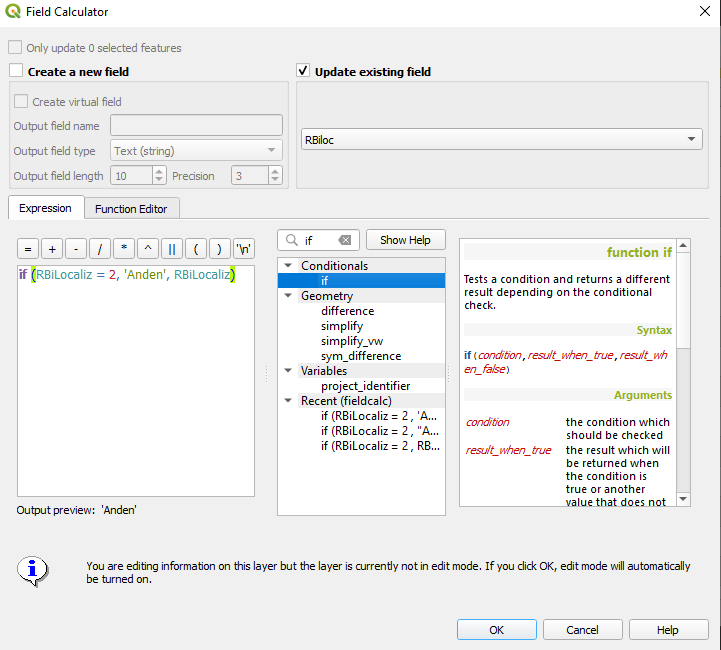 Field Calculator
Only update 0 selected features
Create a new field
Update existing field
Create virtual field
Output field name
Output field type
Text (string)
Output field length
10
Precision
3
RBiloc
Expression
Function Editor
=
+
-
/
*
^
||
(
)
'\n'
if (RBiLocaliz = 2, 'Anden', RBiLocaliz)
Output preview: 'Anden'
if
Show Help
Conditionals
if
Geometry
difference
simplify
simplify_vw
sym_difference
Variables
project_identifier
Recent (fieldcalc)
if (RBiLocaliz = 2 , 'A...
if (RBiLocaliz = 2 , "A...
if (RBiLocaliz = 2 , RB...
function if
Tests a condition and returns a different
result depending on the conditional
check.
Syntax
if(condition,result_when_true,result_wh
en_false)
Arguments
condition
the condition which
should be checked
result_when_true
the result which will
be returned when
the condition is
true or another
value that does not
You are editing information on this layer but the layer is currently not in edit mode. If you click OK, edit mode will automatically
be turned on.
OK
Cancel
Help